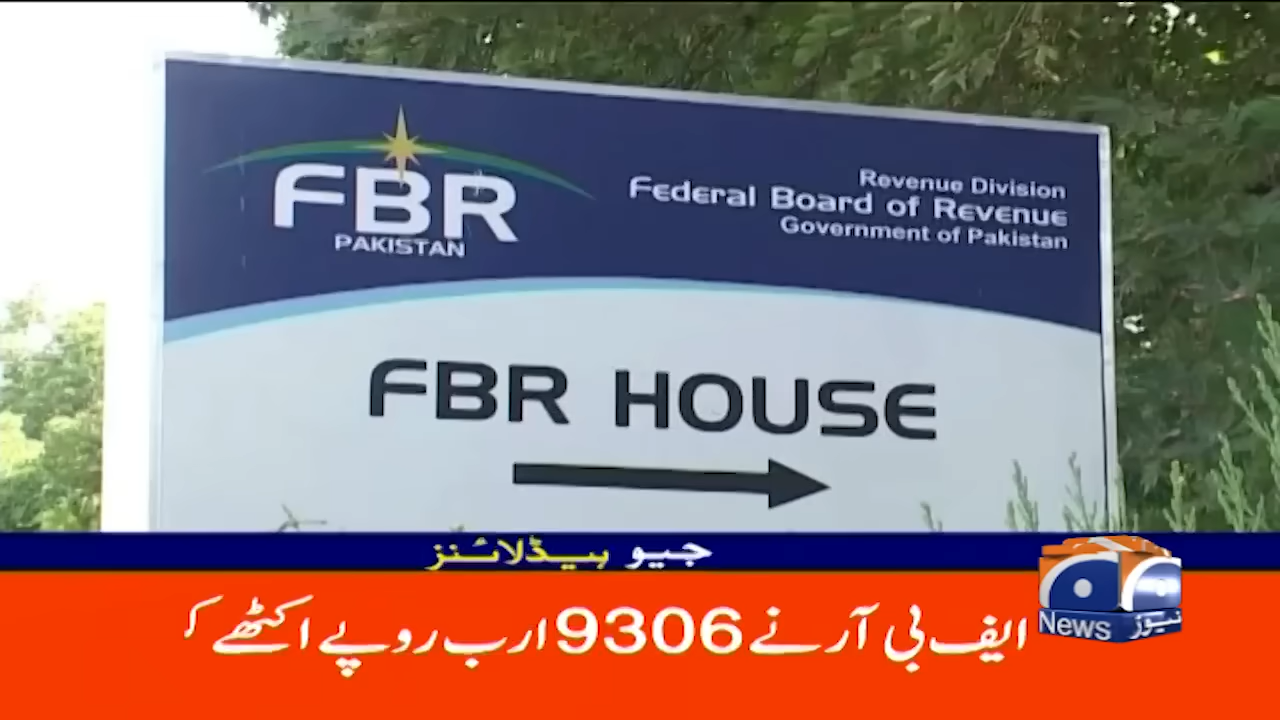 FBR
PAKISTAN
Revenue Division
Federal Board of Revenue
Government of Pakistan
FBR HOUSE
جیو ہیڈلائنز
ایف بی آر نے 9306 ارب روپے اکٹھے
News نیوز